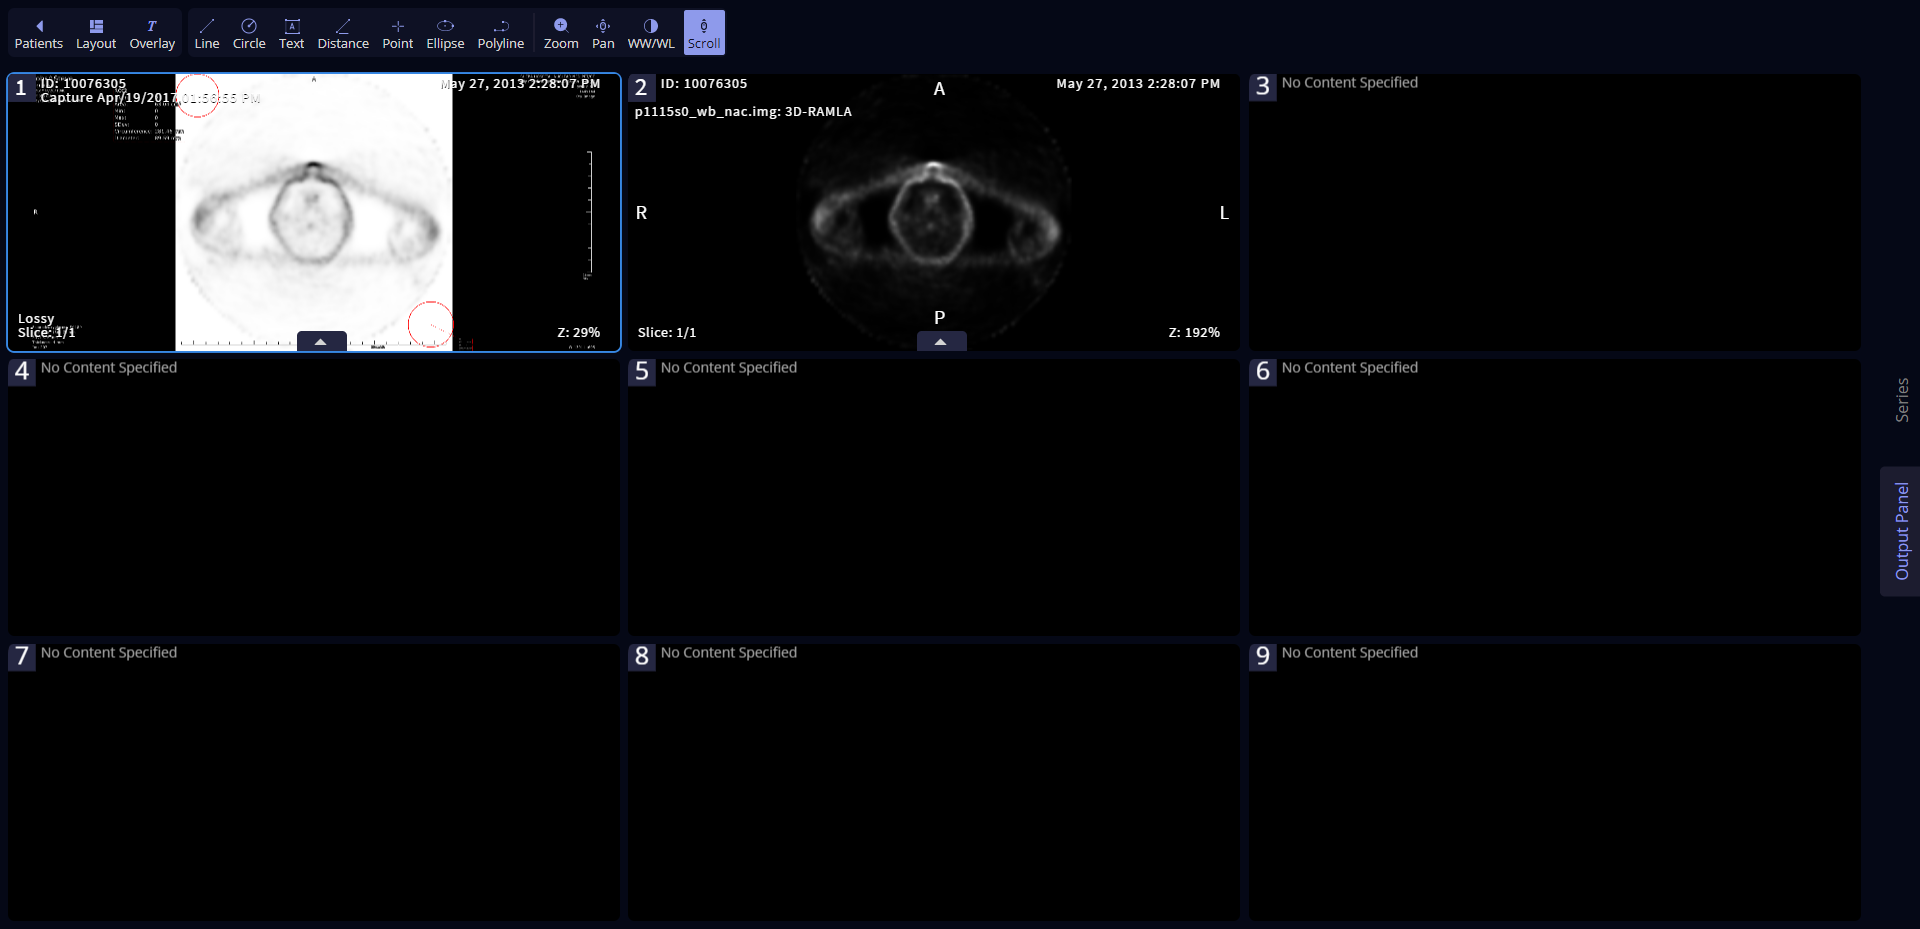 Patients
Layout
Overlay
Line
Circle
Text
Distance
Point
Ellipse
Polyline
Zoom
Pan
WW/WL
Scroll
1
ID: 10076305
Capture Apr/19/2017 01:56:55 PM
May 27, 2013 2:28:07 PM
A
R
Lossy
Slice: 1/1
Z: 29%
2
ID: 10076305
May 27, 2013 2:28:07 PM
A
p1115s0_wb_nac.img: 3D-RAMLA
R
L
P
Slice: 1/1
Z: 192%
3
No Content Specified
4
No Content Specified
5
No Content Specified
6
No Content Specified
7
No Content Specified
8
No Content Specified
9
No Content Specified
Series
Output Panel